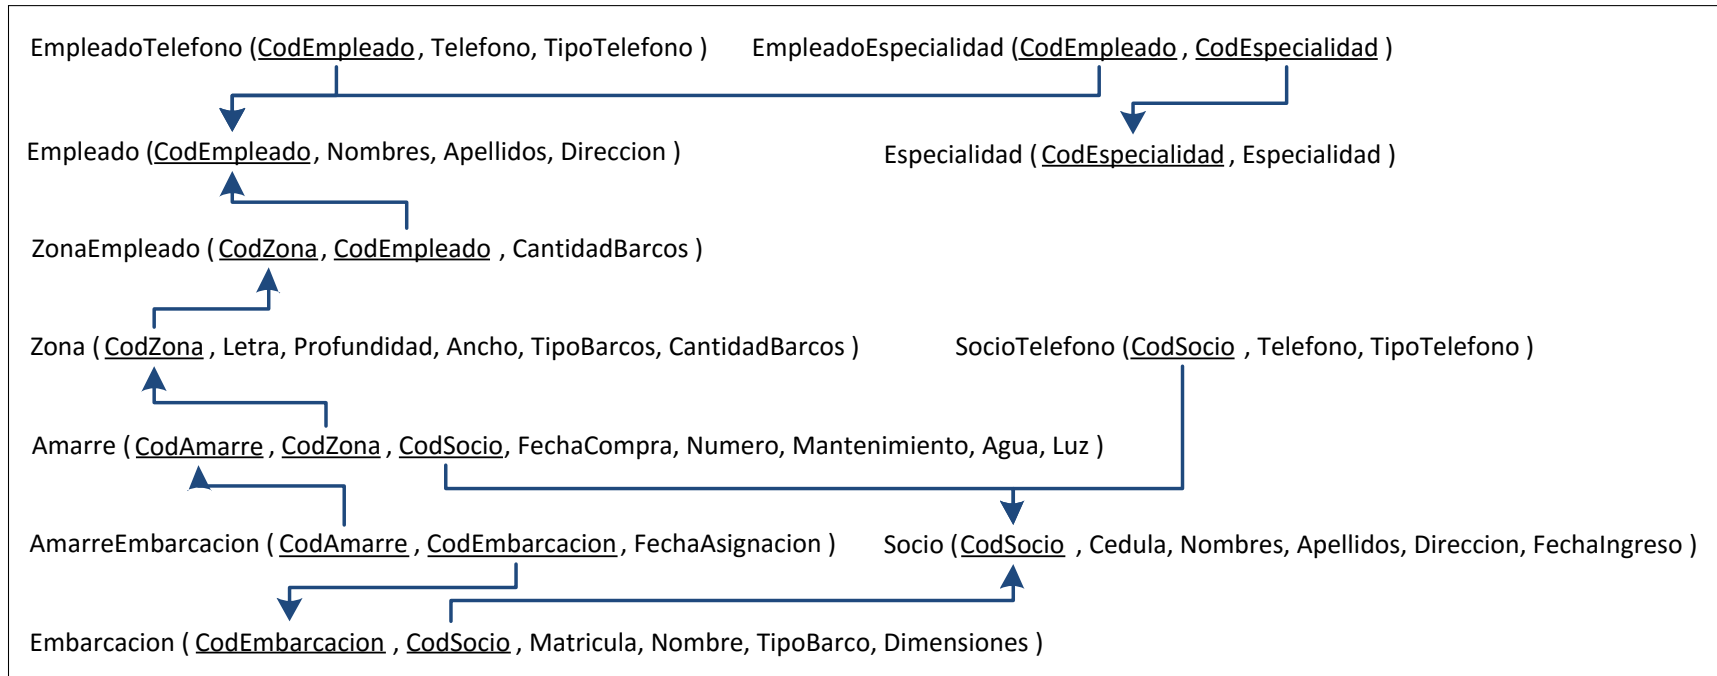 EmpleadoTelefono (CodEmpleado, Telefono, TipoTelefono ) EmpleadoEspecialidad (CodEmpleado , CodEspecialidad )
Empleado (CodEmpleado, Nombres, Apellidos, Direccion ) Especialidad ( CodEspecialidad , Especialidad )
ZonaEmpleado ( CodZona, CodEmpleado , CantidadBarcos )
Zona ( CodZona , Letra, Profundidad, Ancho, TipoBarcos, CantidadBarcos ) SocioTelefono (CodSocio , Telefono, TipoTelefono )
Amarre ( CodAmarre , CodZona , CodSocio, FechaCompra, Numero, Mantenimiento, Agua, Luz )
AmarreEmbarcacion ( CodAmarre , CodEmbarcacion , FechaAsignacion ) Socio (CodSocio , Cedula, Nombres, Apellidos, Direccion, FechaIngreso )
Embarcacion ( CodEmbarcacion , CodSocio , Matricula, Nombre, TipoBarco, Dimensiones )